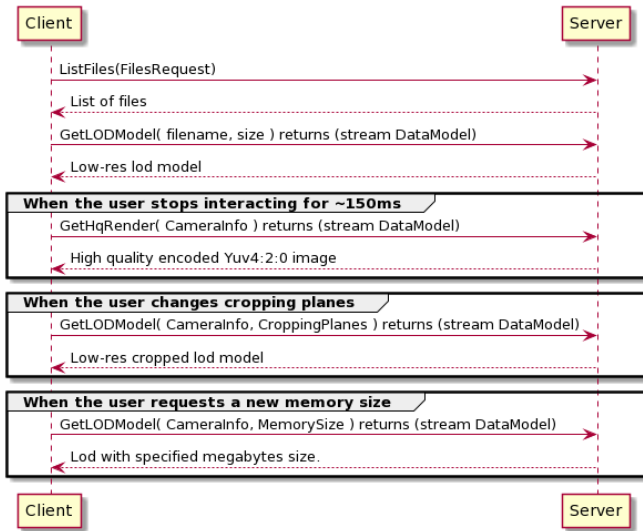 Client Server
ListFiles(FilesRequest)
List of files
GetLODModel( filename, size ) returns (stream DataModel)
Low-res lod model
When the user stops interacting for ~150ms
GetHqRender( CameraInfo ) returns (stream DataModel)
High quality encoded Yuv4:2:0 image
When the user changes cropping planes
GetLODModel( CameraInfo, CroppingPlanes ) returns (stream DataModel)
Low-res cropped lod model
When the user requests a new memory size
GetLODModel( CameraInfo, MemorySize ) returns (stream DataModel)
Lod with specified megabytes size.
Client Server